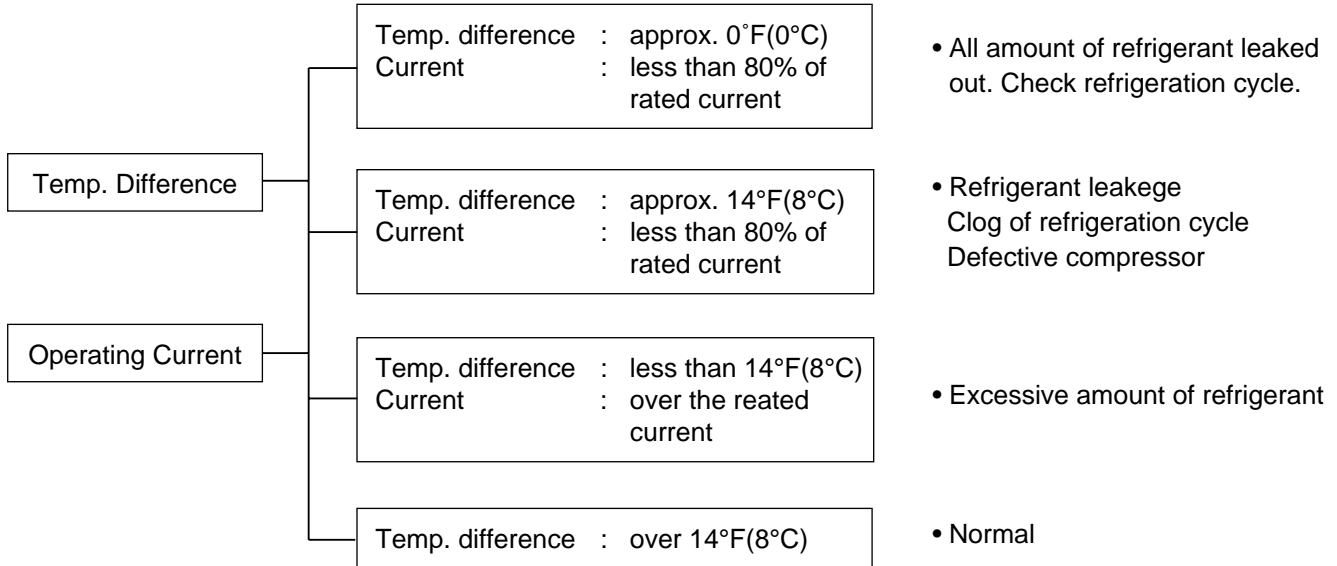 Temp. Difference
Operating Current
Temp. difference : approx. 0˚F(0°C)
Current : less than 80% of
rated current
• All amount of refrigerant leaked
out. Check refrigeration cycle.
Temp. difference : approx. 14°F(8°C)
Current : less than 80% of
rated current
• Refrigerant leakege
Clog of refrigeration cycle
Defective compressor
Temp. difference : less than 14°F(8°C)
Current : over the reated
current
• Excessive amount of refrigerant
Temp. difference : over 14°F(8°C)
• Normal